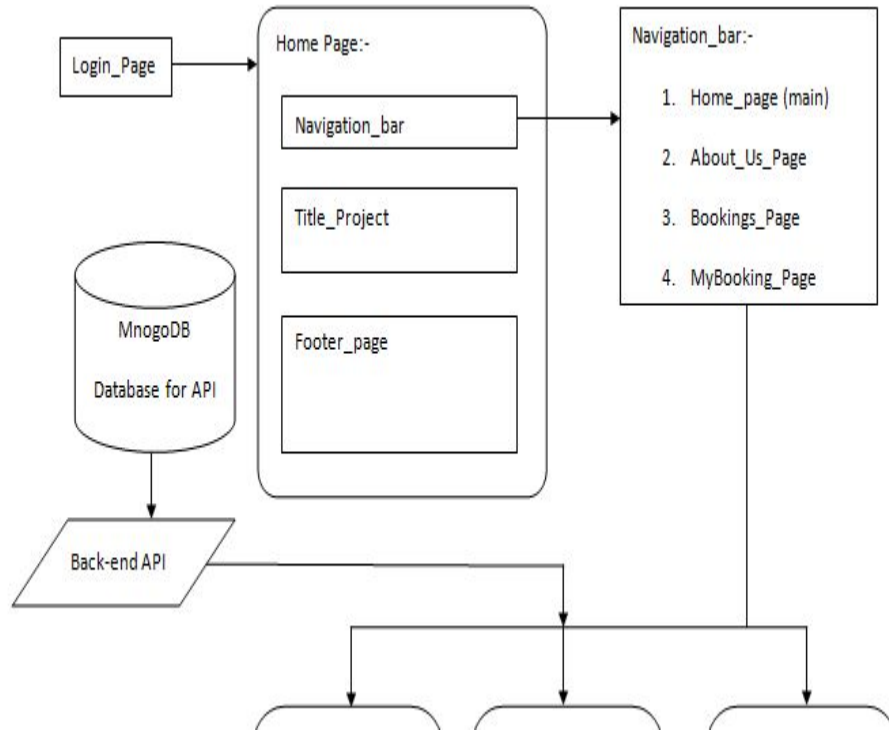 Login_Page
Home Page:-
Navigation_bar
Title_Project
Footer_page
Navigation_bar:-
1. Home_page (main)
2. About_Us_Page
3. Bookings_Page
4. MyBooking_Page
MnogoDB
Database for API
Back-end API